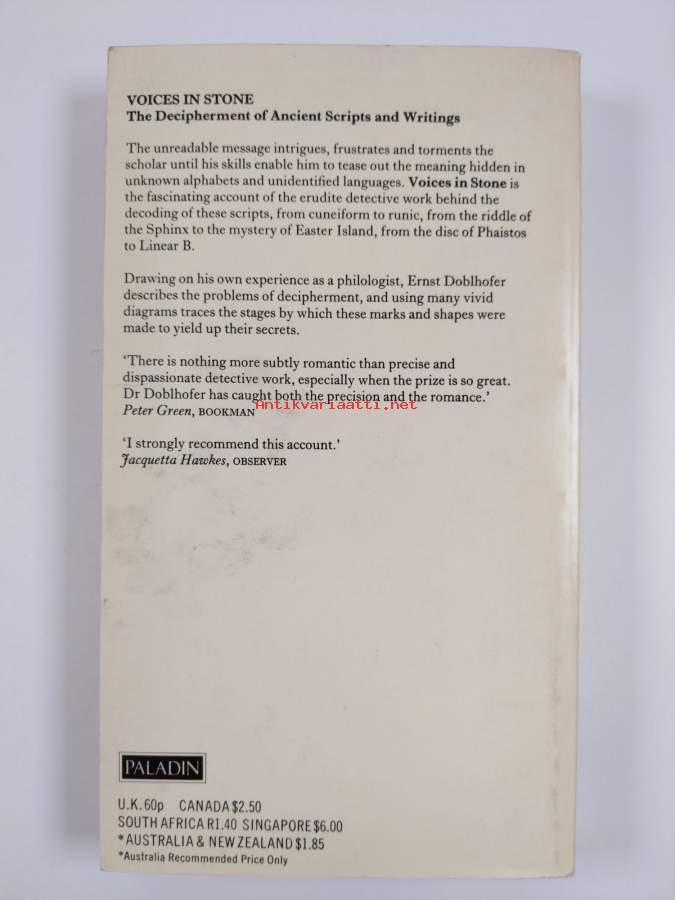 VOICES IN STONE
The Decipherment of Ancient Scripts and Writings
The unreadable message intrigues, frustrates and torments the
scholar until his skills enable him to tease out the meaning hidden in
unknown alphabets and unidentified languages. Voices in Stone is
the fascinating account of the erudite detective work behind the
decoding of these scripts, from cuneiform to runic, from the riddle of
the Sphinx to the mystery of Easter Island, from the disc of Phaistos
to Linear B.
Drawing on his own experience as a philologist, Ernst Doblhofer
describes the problems of decipherment, and using many vivid
diagrams traces the stages by which these marks and shapes were
made to yield up their secrets.
‘There is nothing more subtly romantic than precise and
dispassionate detective work, especially when the prize is so great.
Dr Doblhofer has caught both the precision and the romance.’
Antikvariaatti.net
Peter Green, BOOKMAN
‘I strongly recommend this account.’
Jacquetta Hawkes, OBSERVER
PALADIN
U.K. 60p CANADA $2.50
SOUTH AFRICA R1.40 SINGAPORE $6.00
*AUSTRALIA & NEW ZEALAND $1.85
*Australia Recommended Price Only